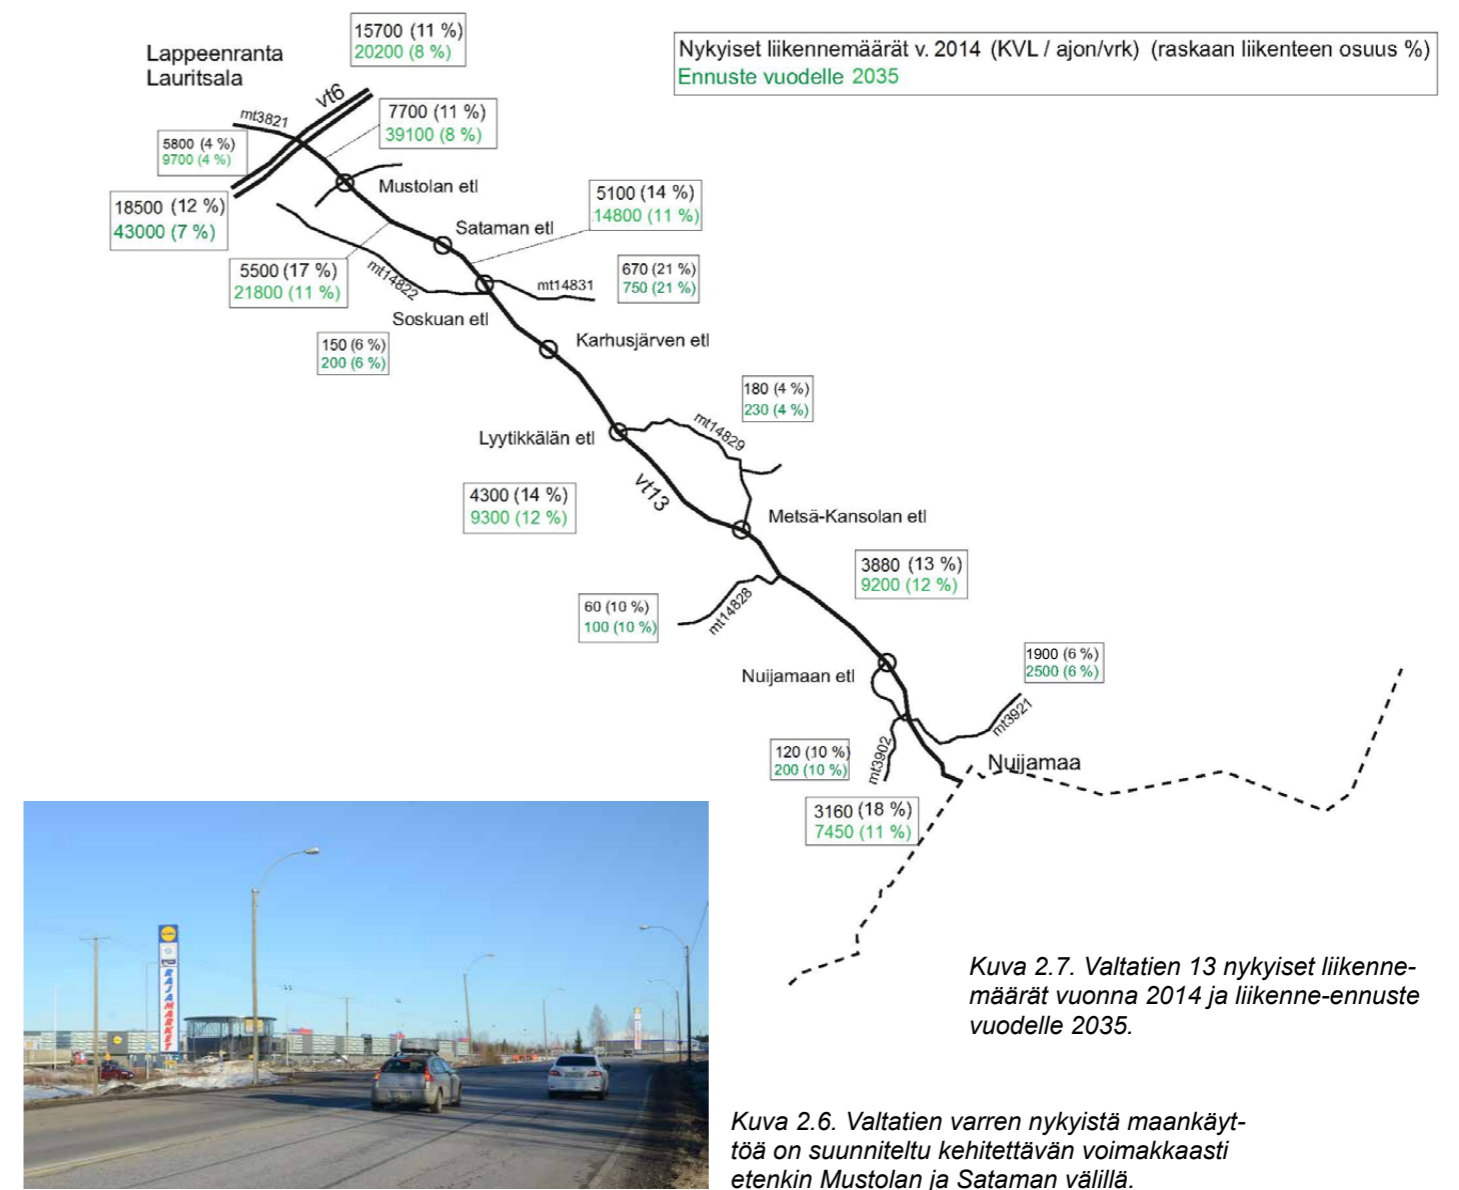 15700 (11 %)
20200 (8 %)
Lappeenranta
Lauritsala
Nykyiset liikennemäärät v. 2014 (KVL / ajon/vrk) (raskaan liikenteen osuus %)
Ennuste vuodelle 2035
vt6
mt3821
7700 (11 %)
39100 (8 %)
5800 (4 %)
9700 (4 %)
Mustolan etl
18500 (12 %)
43000 (7 %)
5100 (14 %)
14800 (11 %)
Sataman etl
5500 (17 %)
21800 (11 %)
mt14822
mt14831
670 (21 %)
750 (21 %)
Soskuan etl
150 (6 %)
200 (6 %)
Karhusjärven etl
180 (4 %)
230 (4 %)
mt14829
Lyytikkälän etl
vt13
4300 (14 %)
9300 (12 %)
Metsä-Kansolan etl
3880 (13 %)
9200 (12 %)
60 (10 %)
100 (10 %)
mt14828
Nuijamaan etl
1900 (6 %)
2500 (6 %)
mt3921
mt3902
120 (10 %)
200 (10 %)
Nuijamaa
3160 (18 %)
7450 (11 %)
RAJAMARKET
Kuva 2.7. Valtatien 13 nykyiset liikenne-
määrät vuonna 2014 ja liikenne-ennuste
vuodelle 2035.
Kuva 2.6. Valtatien varren nykyistä maankäyt-
töä on suunniteltu kehitettävän voimakkaasti
etenkin Mustolan ja Sataman välillä.